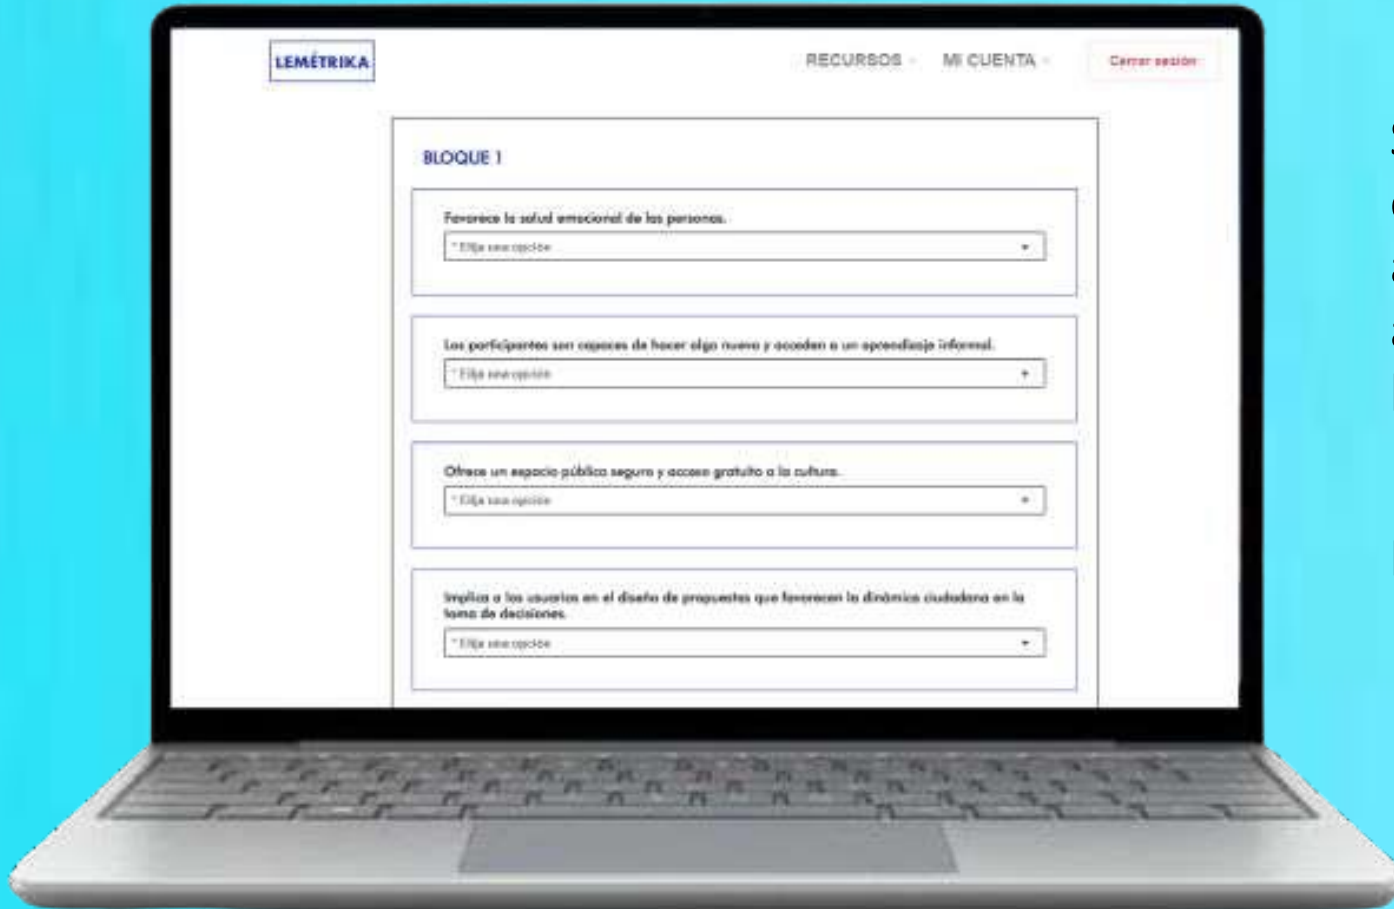 LEMÉTRIKA
RECURSOS
MI CUENTA
Cerrar sesión
BLOQUE 1
Favorece la salud emocional de las personas.
* Elija una opción
Los participantes son capaces de hacer algo nuevo y acceden a un aprendizaje informal.
* Elija una opción
Ofrece un espacio público seguro y acceso gratuito a la cultura.
* Elija una opción
Implica a los usuarios en el diseño de propuestas que favorecen la dinámica ciudadana en la
toma de decisiones.
* Elija una opción